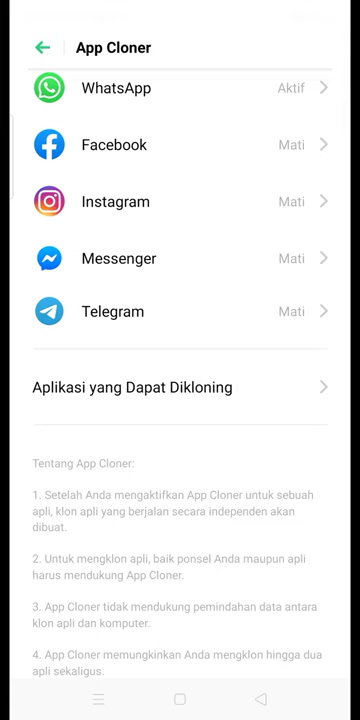 App Cloner
WhatsApp Aktif
Facebook Mati
Instagram Mati
Messenger Mati
Telegram Mati
Aplikasi yang Dapat Dikloning
Tentang App Cloner:
1. Setelah Anda mengaktifkan App Cloner untuk sebuah
apli, klon apli yang berjalan secara independen akan
dibuat.
2. Untuk mengklon apli, baik ponsel Anda maupun apli
harus mendukung App Cloner.
3. App Cloner tidak mendukung pemindahan data antara
klon apli dan komputer.
4. App Cloner memungkinkan Anda mengklon hingga dua
apli sekaligus.